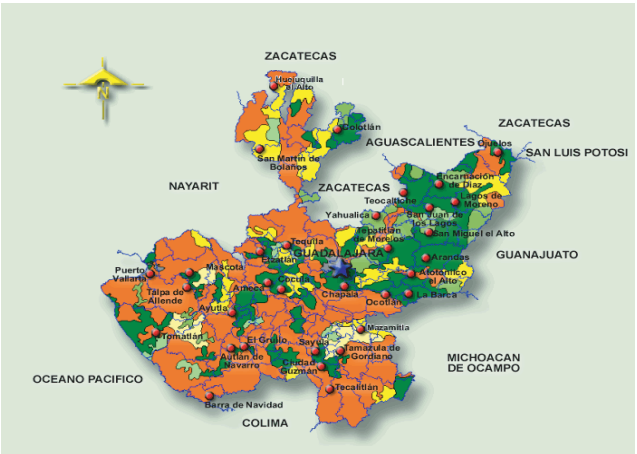 ZACATECAS
Huejuquilla
el Alto
N
ZACATECAS
Colotlán
AGUASCALIENTES
Ojuelos
SAN LUIS POTOSI
San Martín de
Bolaños
Encarnación
de Díaz
NAYARIT
ZACATECAS
Teocaltiche
Lagos de
Moreno
Yahualica
San Juan de
los Lagos
Tepatitlán
de Morelos
San Miguel el Alto
Tequila
GUADALAJARA
Etzatlán
GUANAJUATO
Arandas
Puerto
Vallarta
Mascota
Atotonilco
el Alto
Ameca
Cocula
Talpa de
Allende
Chapala
Ocotlán
La Barca
Ayutla
Tomatlán
Mazamitla
El Grullo
Sayula
Tamazula de
Gordiano
Autlán de
Navarro
Ciudad
Guzmán
MICHOACAN
DE OCAMPO
OCEANO PACIFICO
Tecalitlán
Barra de Navidad
COLIMA